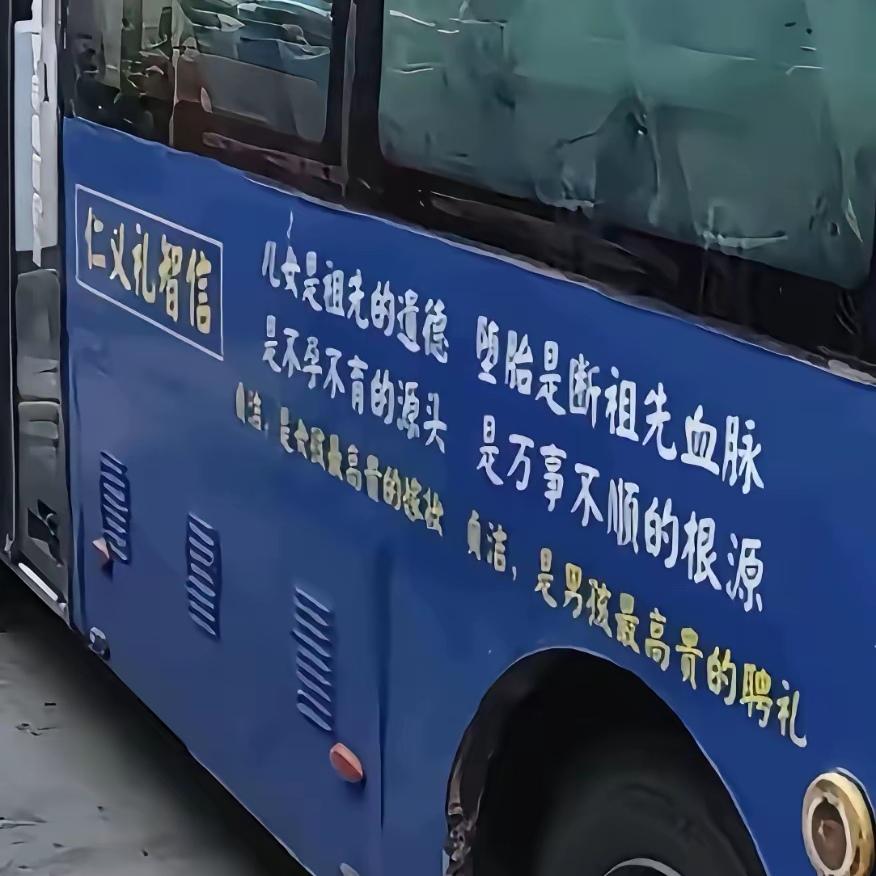 仁义礼智信
儿女是祖先的道德 堕胎是断祖先血脉
是不孕不育的源头 是万事不顺的根源
贞洁，是女孩最高贵的嫁妆 贞洁，是男孩最高贵的聘礼